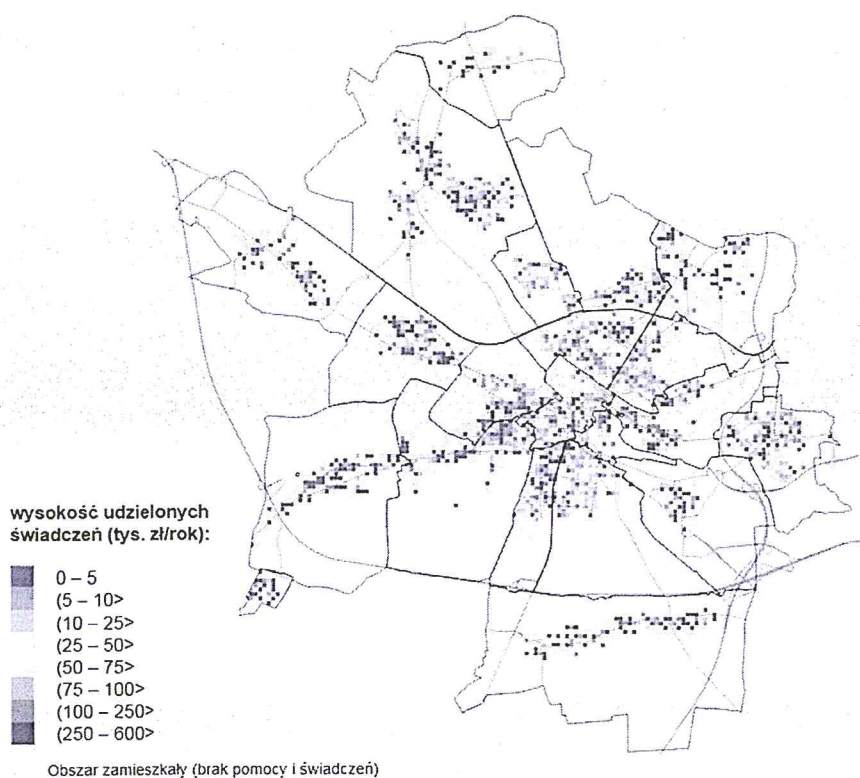 wysokość udzielonych
świadczeń (tys. zł/rok):
0 – 5
(5 – 10>
(10 – 25>
(25 – 50>
(50 – 75>
(75 – 100>
(100 – 250>
(250 – 600>
Obszar zamieszkały (brak pomocy i świadczeń)